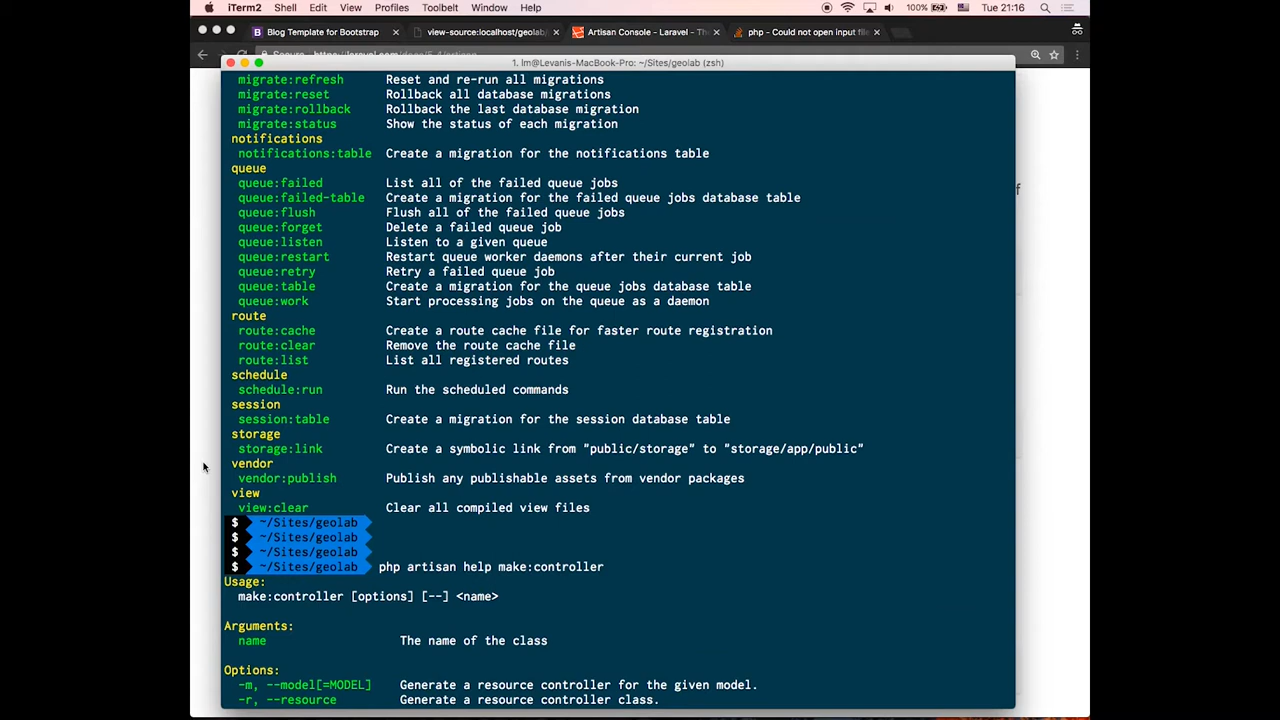 iTerm2 Shell Edit View Profiles Toolbelt Window Help 100% Tue 21:16
Blog Template for Bootstrap view-source:localhost/geolab Artisan Console - Laravel - The php - Could not open input file
1. lm@Levanis-MacBook-Pro: ~/Sites/geolab (zsh)
migrate:refresh Reset and re-run all migrations
migrate:reset Rollback all database migrations
migrate:rollback Rollback the last database migration
migrate:status Show the status of each migration
notifications
notifications:table Create a migration for the notifications table
queue
queue:failed List all of the failed queue jobs
queue:failed-table Create a migration for the failed queue jobs database table
queue:flush Flush all of the failed queue jobs
queue:forget Delete a failed queue job
queue:listen Listen to a given queue
queue:restart Restart queue worker daemons after their current job
queue:retry Retry a failed queue job
queue:table Create a migration for the queue jobs database table
queue:work Start processing jobs on the queue as a daemon
route
route:cache Create a route cache file for faster route registration
route:clear Remove the route cache file
route:list List all registered routes
schedule
schedule:run Run the scheduled commands
session
session:table Create a migration for the session database table
storage
storage:link Create a symbolic link from "public/storage" to "storage/app/public"
vendor
vendor:publish Publish any publishable assets from vendor packages
view
view:clear Clear all compiled view files
$ ~/Sites/geolab
$ ~/Sites/geolab
$ ~/Sites/geolab
$ ~/Sites/geolab php artisan help make:controller
Usage:
make:controller [options] [--] <name>
Arguments:
name The name of the class
Options:
-m, --model[=MODEL] Generate a resource controller for the given model.
-r, --resource Generate a resource controller class.